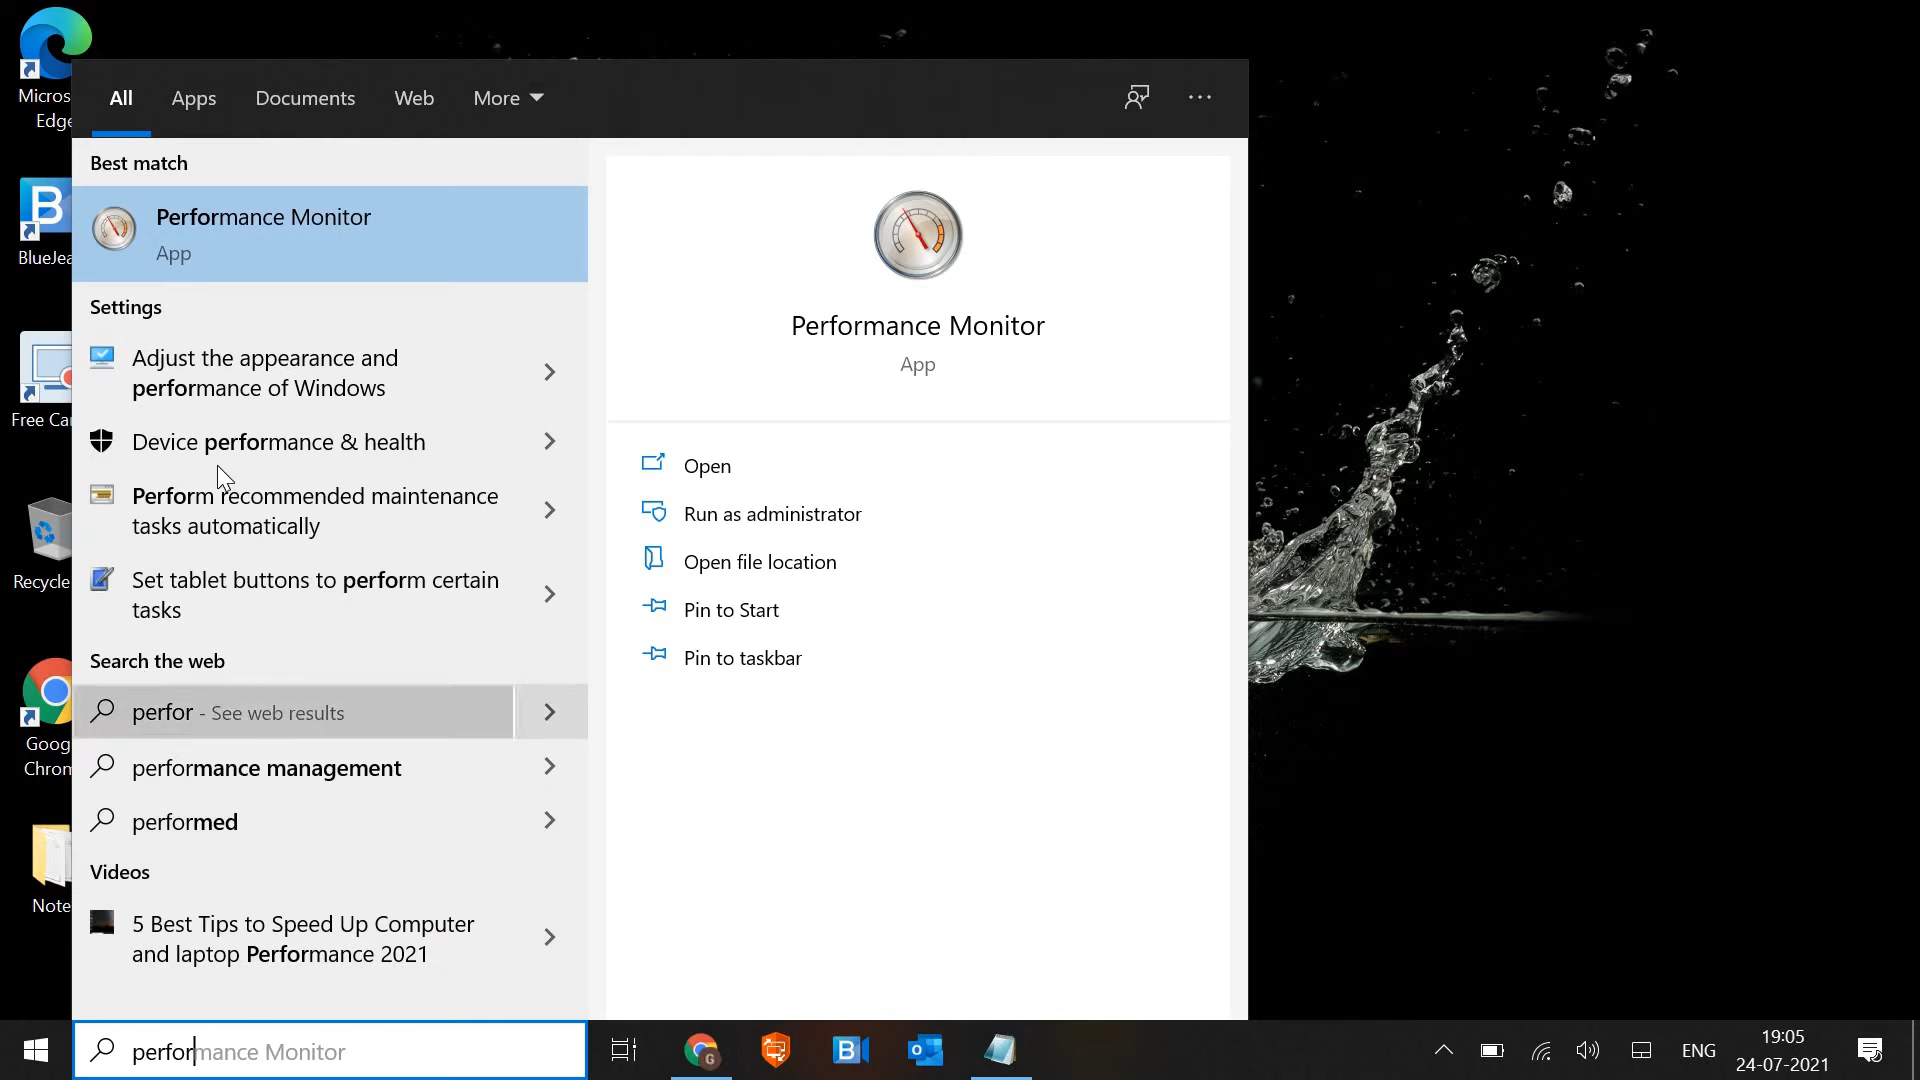 Micros
Edge
BlueJea
Free Ca
Recycle
Goog
Chrom
Note
All
Apps
Documents
Web
More
Best match
Performance Monitor
App
Settings
Adjust the appearance and
performance of Windows
Device performance & health
Perform recommended maintenance
tasks automatically
Set tablet buttons to perform certain
tasks
Search the web
perfor - See web results
performance management
performed
Videos
5 Best Tips to Speed Up Computer
and laptop Performance 2021
Performance Monitor
App
Open
Run as administrator
Open file location
Pin to Start
Pin to taskbar
performance Monitor
ENG
19:05
24-07-2021